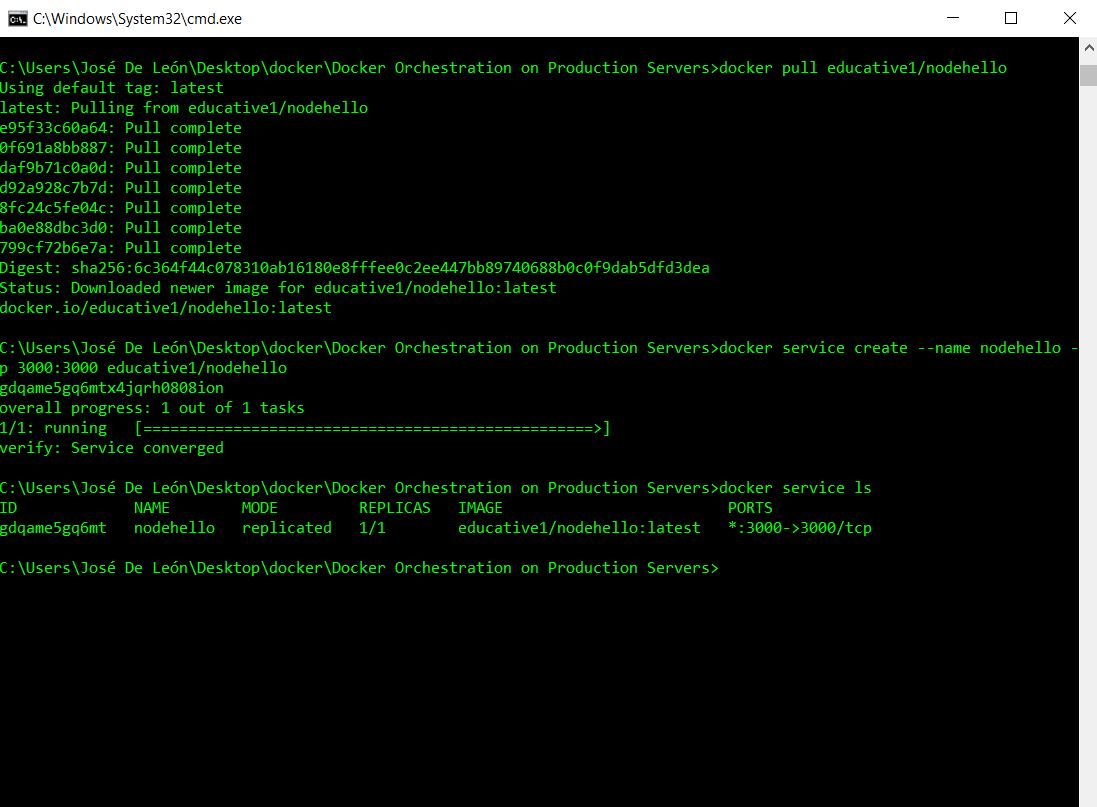 C:\Windows\System32\cmd.exe
C:\Users\José De León\Desktop\docker\Docker Orchestration on Production Servers>docker pull educative1/nodehello
Using default tag: latest
latest: Pulling from educative1/nodehello
e95f33c60a64: Pull complete
0f691a8bb887: Pull complete
daf9b71c0a0d: Pull complete
d92a928c7b7d: Pull complete
8fc24c5fe04c: Pull complete
ba0e88dbc3d0: Pull complete
799cf72b6e7a: Pull complete
Digest: sha256:6c364f44c078310ab16180e8fffee0c2ee447bb89740688b0c0f9dab5dfd3dea
Status: Downloaded newer image for educative1/nodehello:latest
docker.io/educative1/nodehello:latest
C:\Users\José De León\Desktop\docker\Docker Orchestration on Production Servers>docker service create --name nodehello -
p 3000:3000 educative1/nodehello
gdqame5gq6mtx4jqrh0808ion
overall progress: 1 out of 1 tasks
1/1: running   [==================================================>]
verify: Service converged
C:\Users\José De León\Desktop\docker\Docker Orchestration on Production Servers>docker service ls
ID             NAME        MODE         REPLICAS   IMAGE                         PORTS
gdqame5gq6mt   nodehello   replicated   1/1        educative1/nodehello:latest   *:3000->3000/tcp
C:\Users\José De León\Desktop\docker\Docker Orchestration on Production Servers>